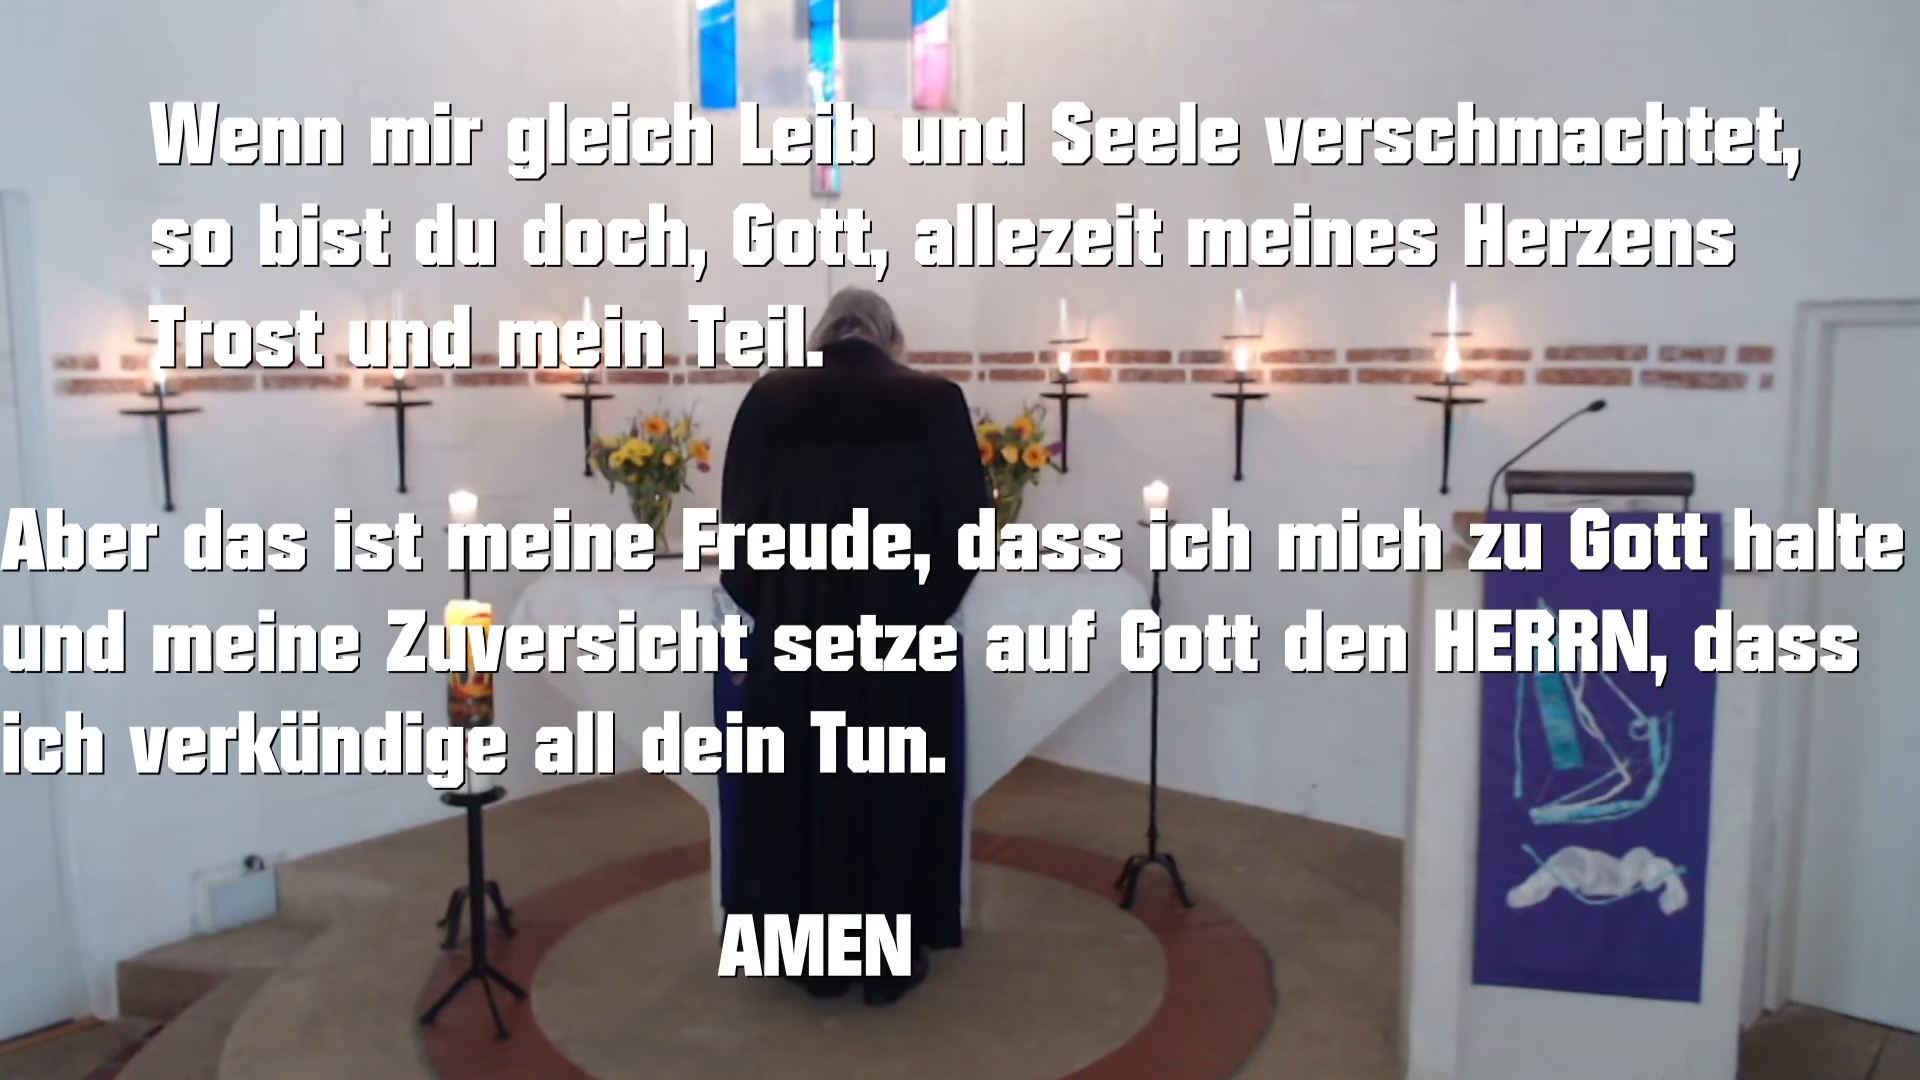 Wenn mir gleich Leib und Seele verschmachtet,
so bist du doch, Gott, allezeit meines Herzens
Trost und mein Teil.
Aber das ist meine Freude, dass ich mich zu Gott halte
und meine Zuversicht setze auf Gott den HERRN, dass
ich verkündige all dein Tun.
AMEN